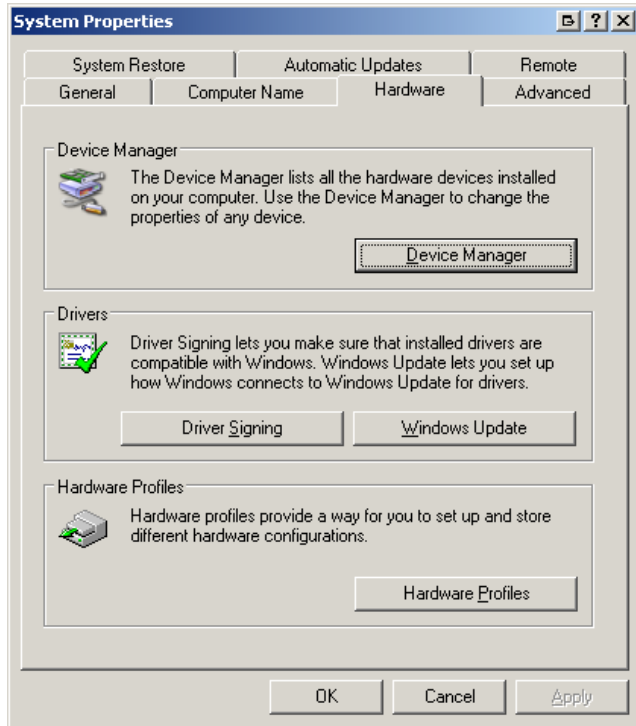 System Properties
System Restore
Automatic Updates
Remote
General
Computer Name
Hardware
Advanced
Device Manager
The Device Manager lists all the hardware devices installed
on your computer. Use the Device Manager to change the
properties of any device.
Device Manager
Drivers
Driver Signing lets you make sure that installed drivers are
compatible with Windows. Windows Update lets you set up
how Windows connects to Windows Update for drivers.
Driver Signing
Windows Update
Hardware Profiles
Hardware profiles provide a way for you to set up and store
different hardware configurations.
Hardware Profiles
OK
Cancel
Apply